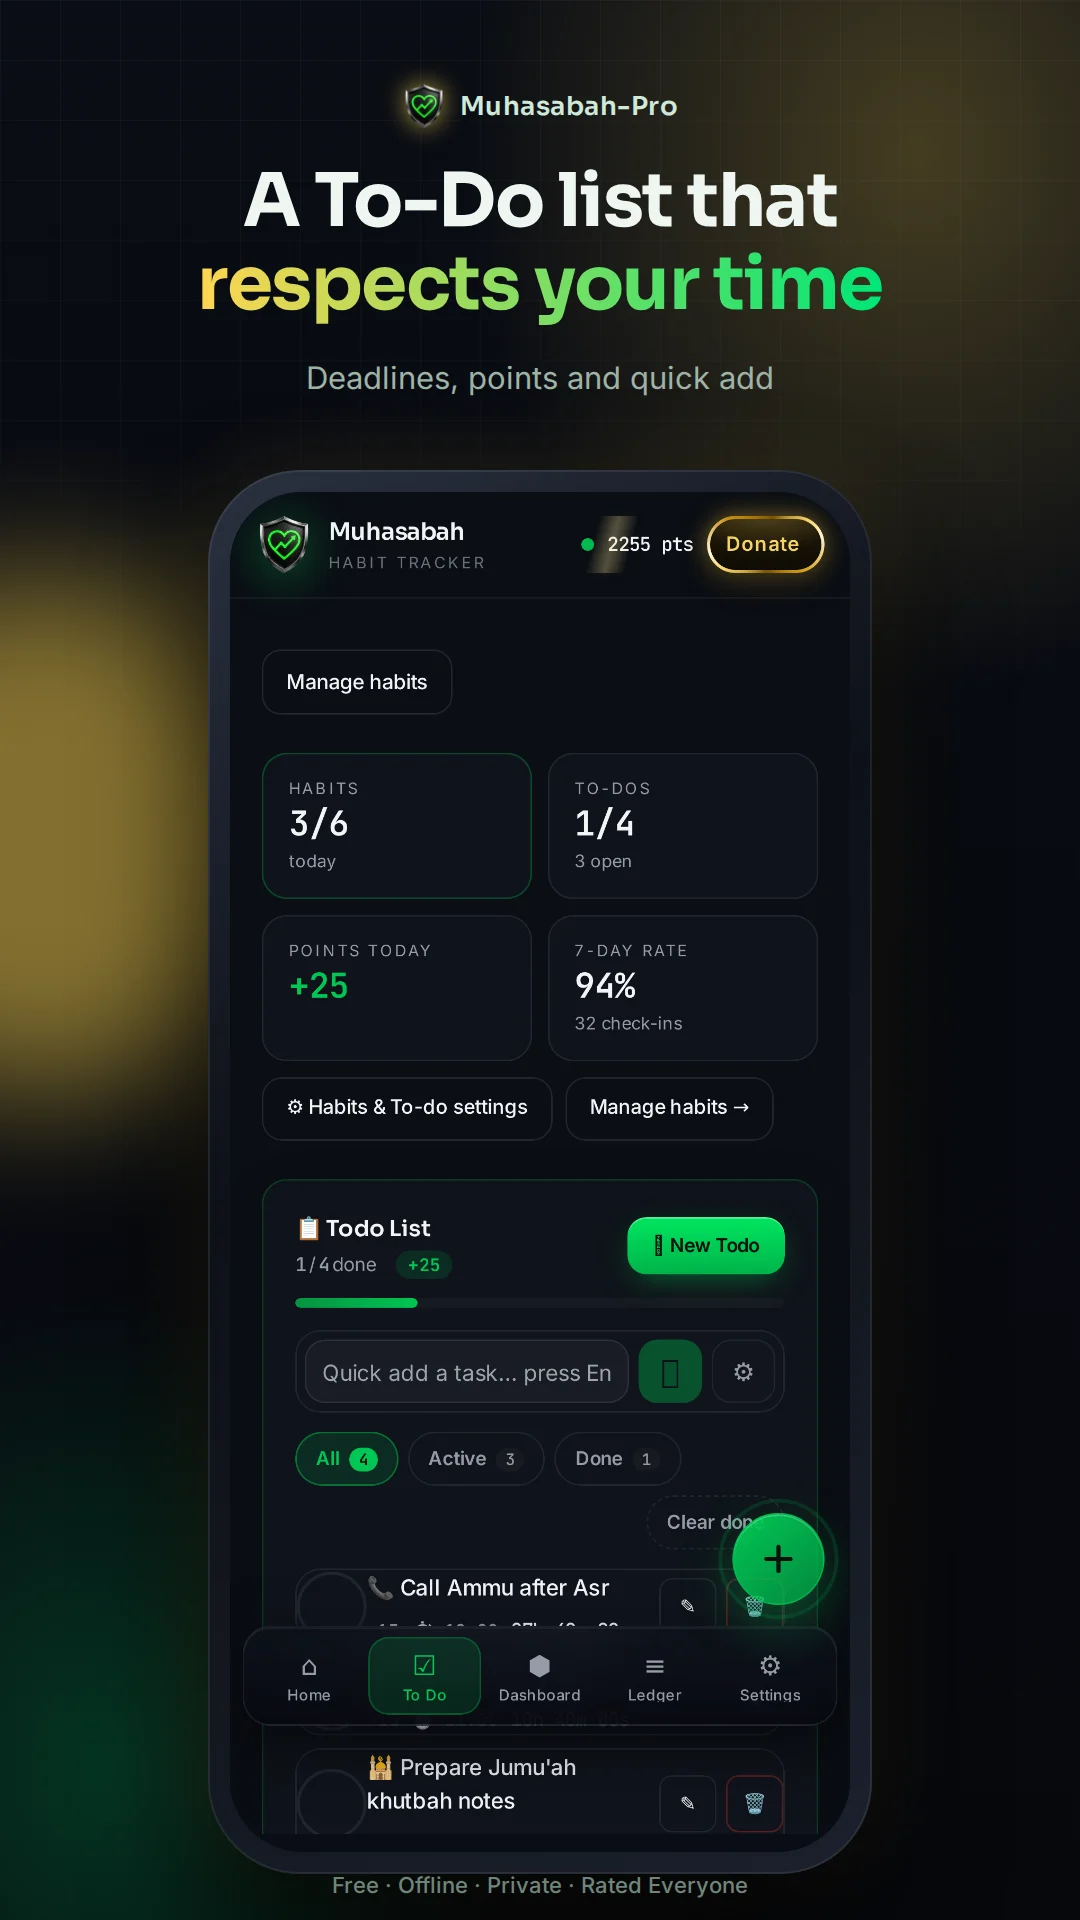 Muhasabah-Pro
A To-Do list that
respects your time
Deadlines, points and quick add
Muhasabah
HABIT TRACKER
2255 pts
Donate
Manage habits
HABITS
3/6
today
TO-DOS
1/4
3 open
POINTS TODAY
+25
7-DAY RATE
94%
32 check-ins
⚙ Habits & To-do settings
Manage habits →
📋 Todo List
New Todo
1/4 done
+25
Quick add a task... press En
All 4
Active 3
Done 1
Clear done
📞 Call Ammu after Asr
Home
To Do
Dashboard
Ledger
Settings
🕌 Prepare Jumu'ah
khutbah notes
Free · Offline · Private · Rated Everyone